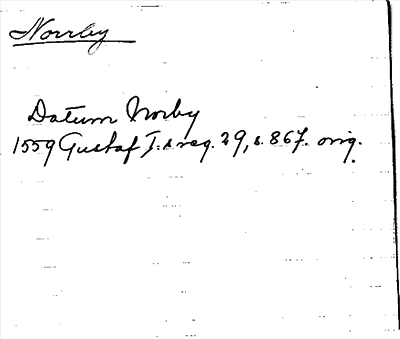 Norrby
Datum Norby
1559 Gustaf I:s reg. 29, s. 867. orig.